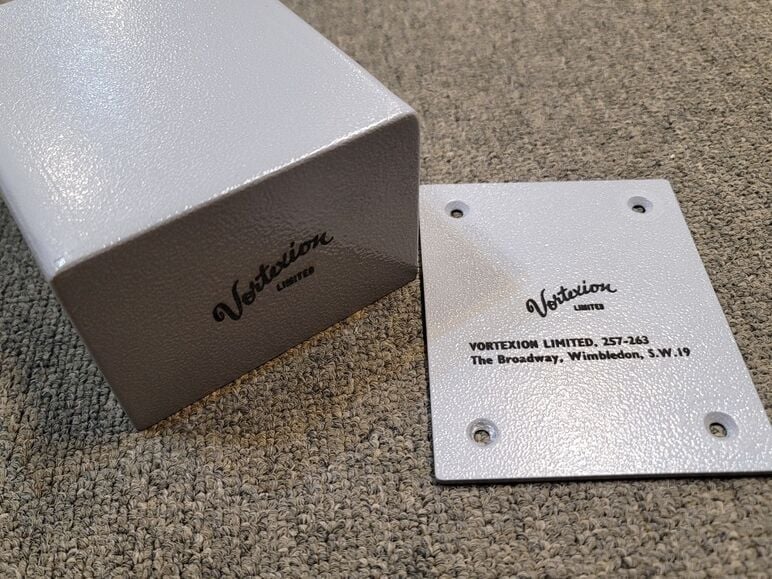 Vortexion
LIMITED
Vortexion
LIMITED
VORTEXION LIMITED, 257-263
The Broadway, Wimbledon, S.W.19